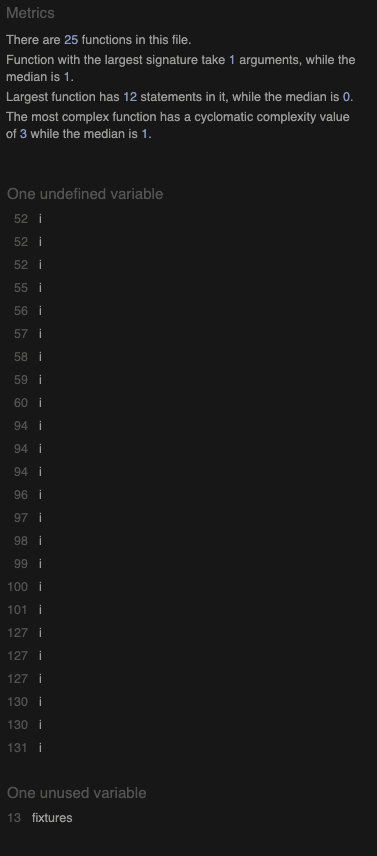 Metrics
There are 25 functions in this file.
Function with the largest signature take 1 arguments, while the
median is 1.
Largest function has 12 statements in it, while the median is 0.
The most complex function has a cyclomatic complexity value
of 3 while the median is 1.
One undefined variable
52 i
52 i
52 i
55 i
56 i
57 i
58 i
59 i
60 i
94 i
94 i
94 i
96 i
97 i
98 i
99 i
100 i
101 i
127 i
127 i
127 i
130 i
130 i
131 i
One unused variable
13 fixtures